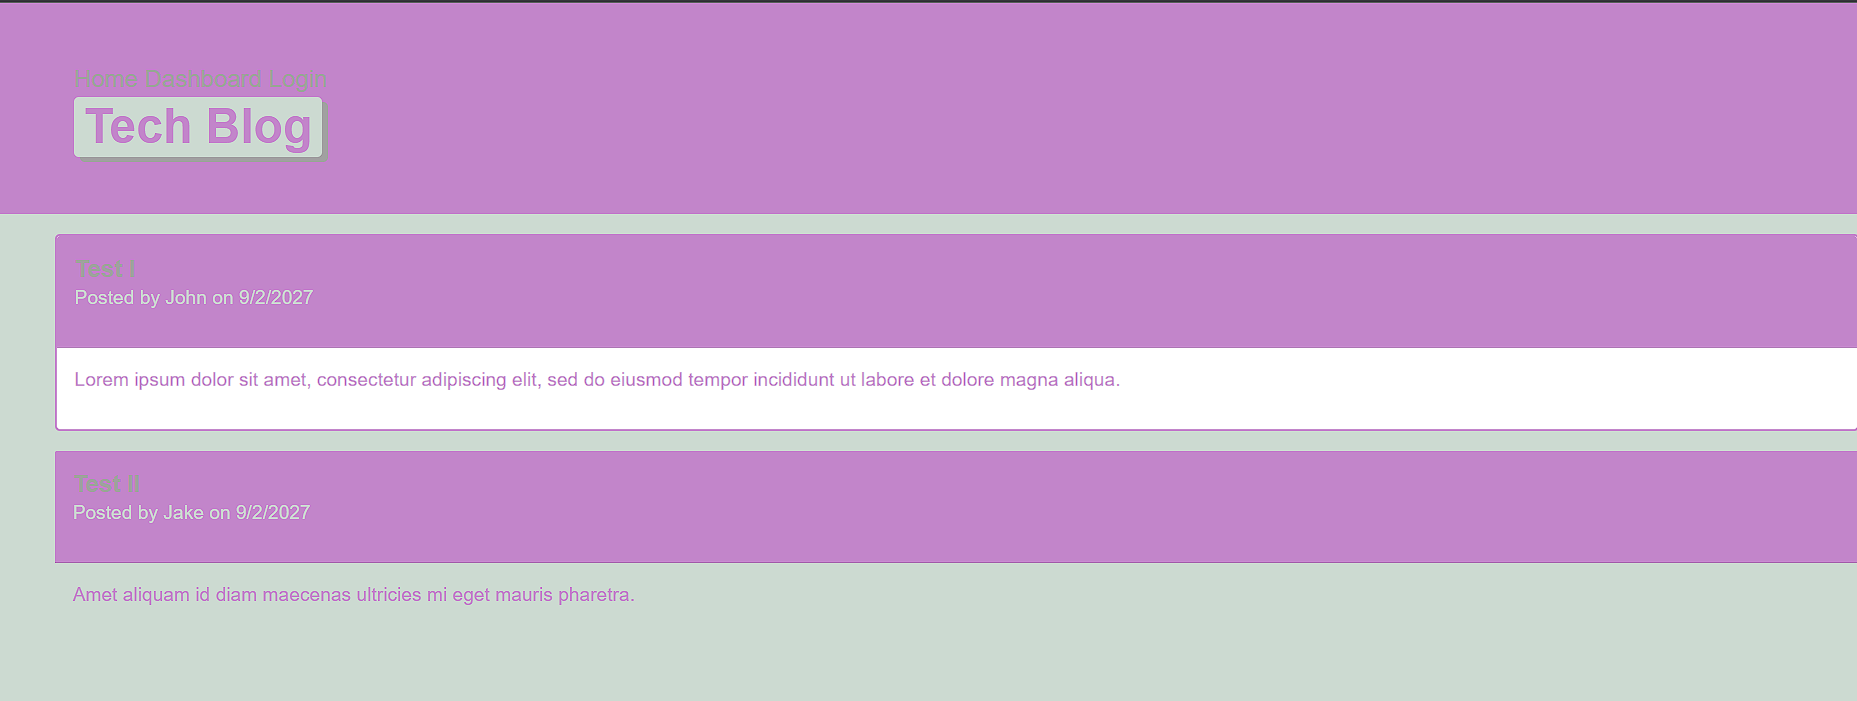 Home Dashboard Login
Tech Blog
Test I
Posted by John on 9/2/2027
Lorem ipsum dolor sit amet, consectetur adipiscing elit, sed do eiusmod tempor incididunt ut labore et dolore magna aliqua.
Test II
Posted by Jake on 9/2/2027
Amet aliquam id diam maecenas ultricies mi eget mauris pharetra.